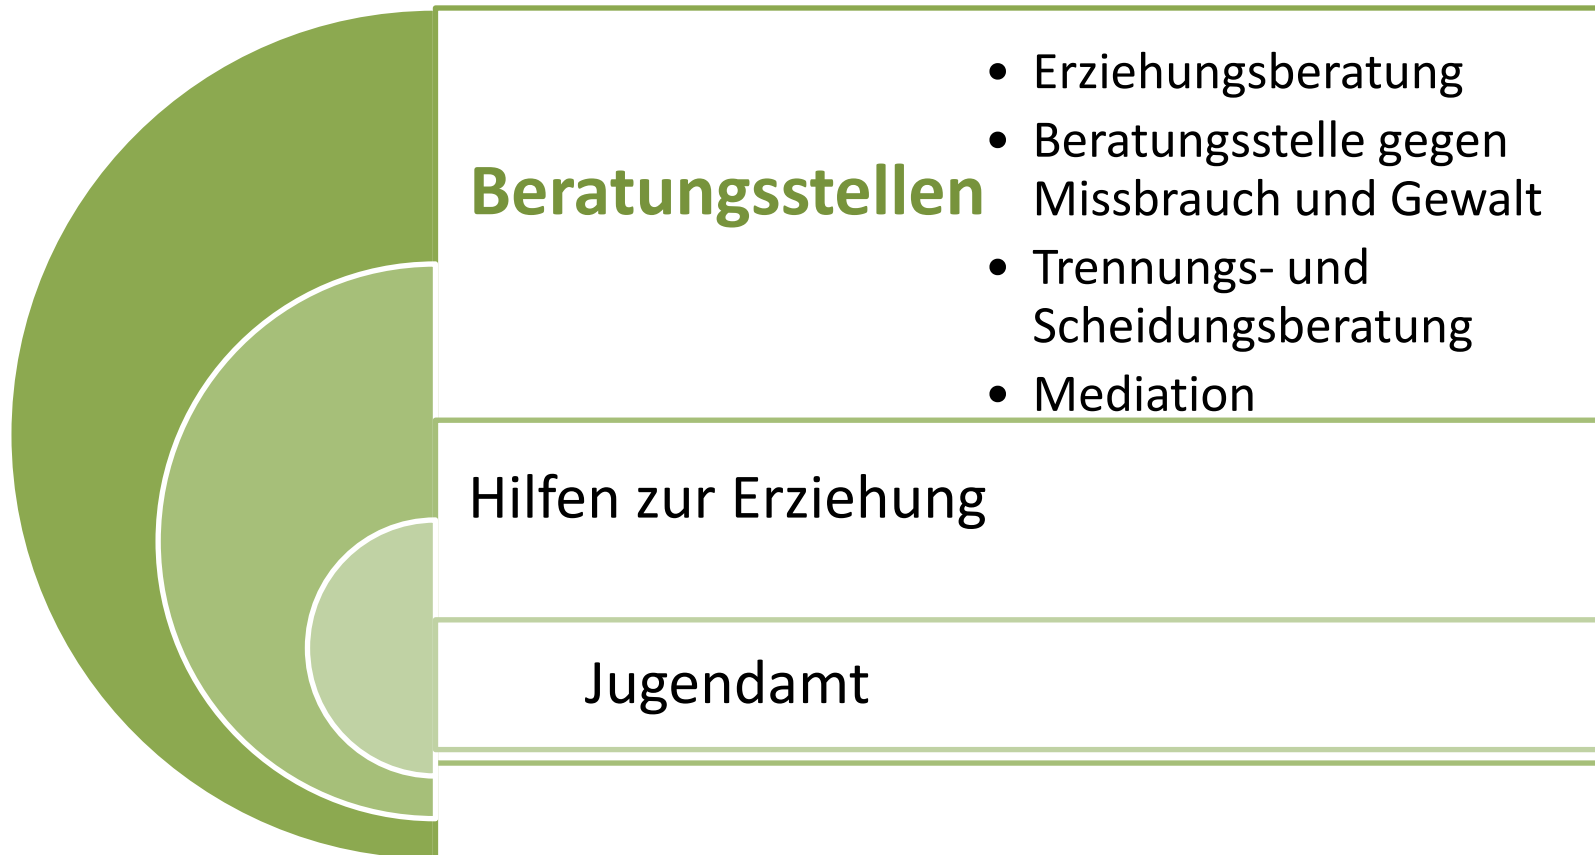 Beratungsstellen
• Erziehungsberatung
• Beratungsstelle gegen
Missbrauch und Gewalt
• Trennungs- und
Scheidungsberatung
• Mediation
Hilfen zur Erziehung
Jugendamt